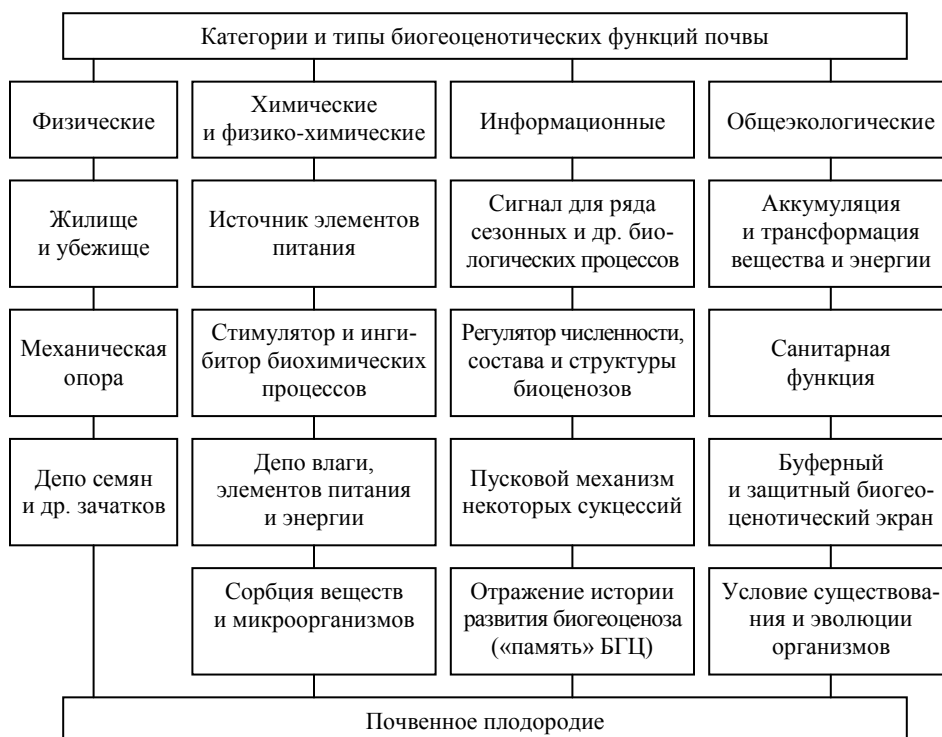 Категории и типы биогеоценотических функций почвы
Физические
Химические
и физико-химические
Информационные
Общеэкологические
Жилище
и убежище
Источник элементов
питания
Сигнал для ряда
сезонных и др. био-
логических процессов
Аккумуляция
и трансформация
вещества и энергии
Механическая
опора
Стимулятор и инги-
битор биохимических
процессов
Регулятор численности,
состава и структуры
биоценозов
Санитарная
функция
Депо семян
и др. зачатков
Депо влаги,
элементов питания
и энергии
Пусковой механизм
некоторых сукцессий
Буферный
и защитный биогео-
ценотический экран
Сорбция веществ
и микроорганизмов
Отражение истории
развития биогеоценоза
(«память» БГЦ)
Условие существова-
ния и эволюции
организмов
Почвенное плодородие